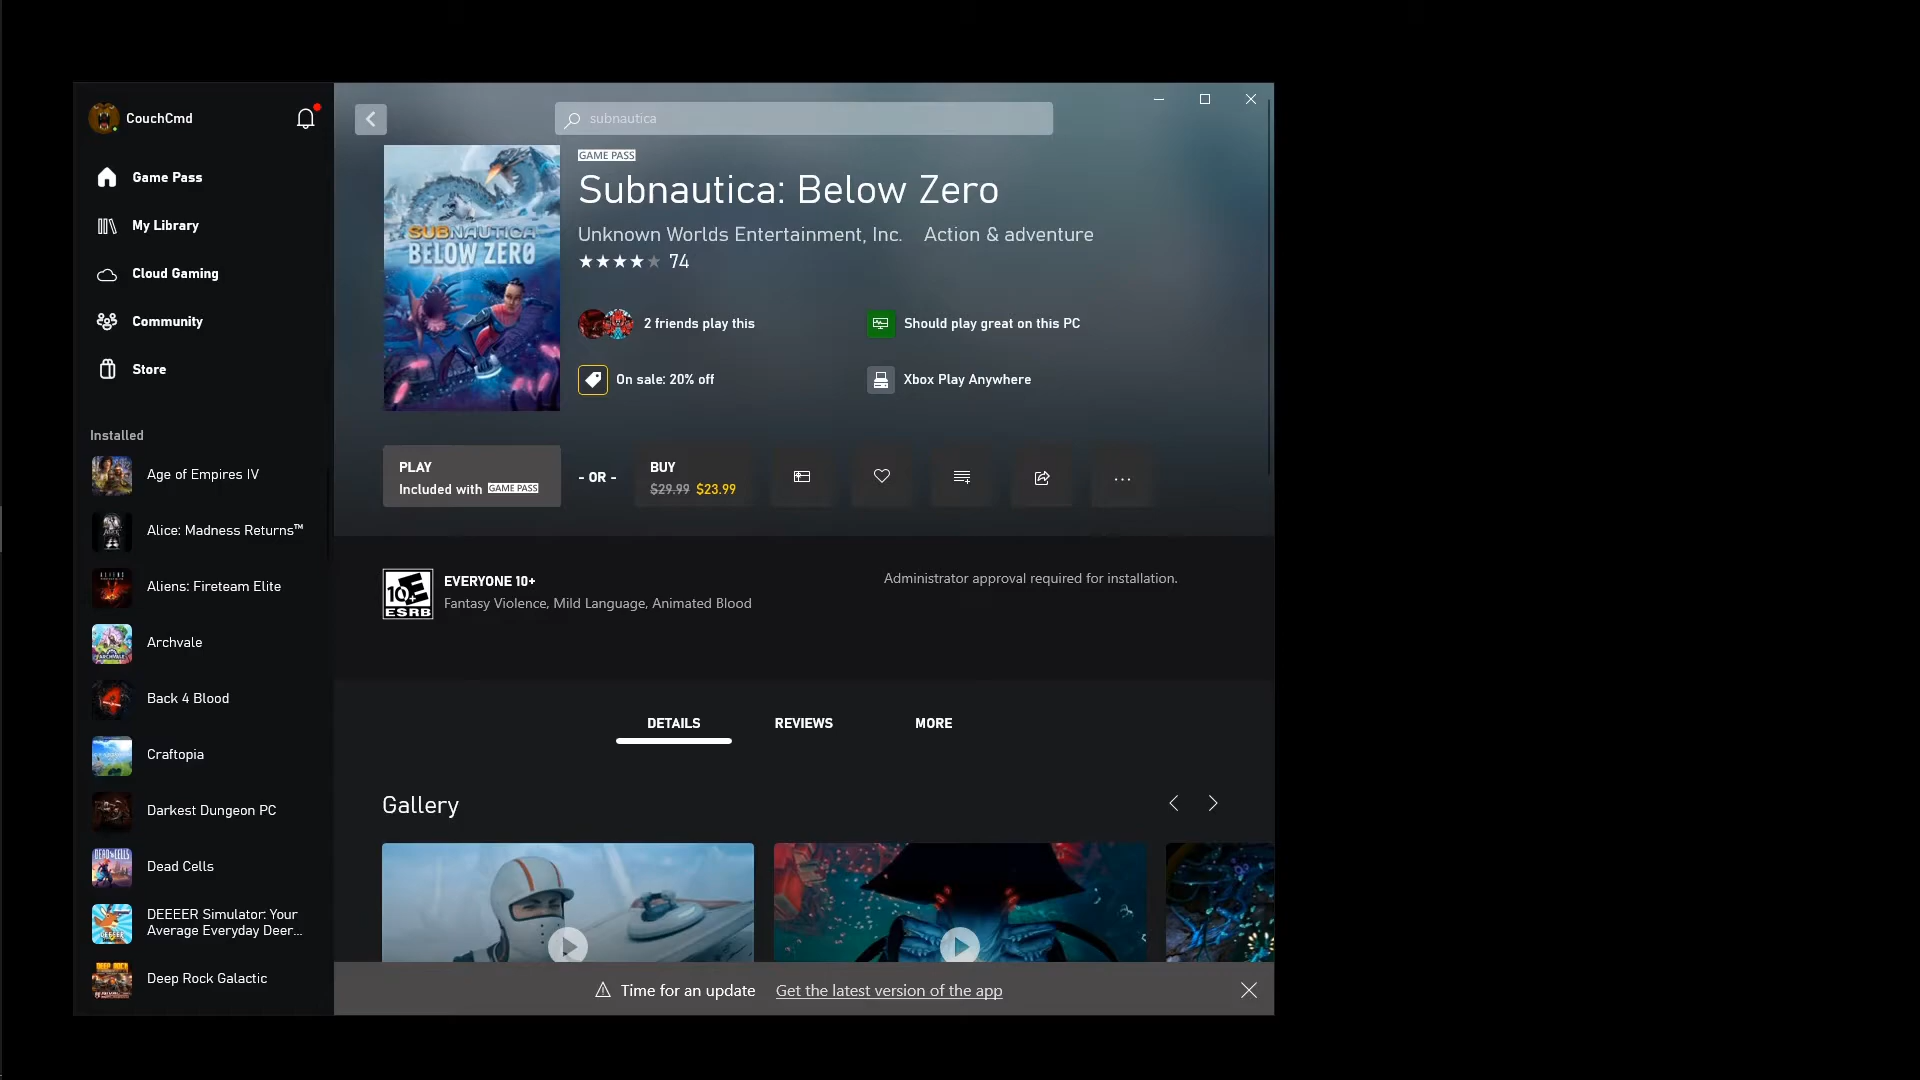 CouchCmd
Game Pass
My Library
Cloud Gaming
Community
Store
Installed
Age of Empires IV
Alice: Madness Returns™
Aliens: Fireteam Elite
Archvale
Back 4 Blood
Craftopia
Darkest Dungeon PC
Dead Cells
DEEEER Simulator: Your
Average Everyday Deer...
Deep Rock Galactic
subnautica
SUBNAUTICA
BELOW ZERO
GAME PASS
Subnautica: Below Zero
Unknown Worlds Entertainment, Inc. Action & adventure
74
2 friends play this
Should play great on this PC
On sale: 20% off
Xbox Play Anywhere
PLAY
Included with GAME PASS
- OR -
BUY
$29.99 $23.99
10+
E
ESRB
EVERYONE 10+
Fantasy Violence, Mild Language, Animated Blood
Administrator approval required for installation.
DETAILS
REVIEWS
MORE
Gallery
Time for an update
Get the latest version of the app